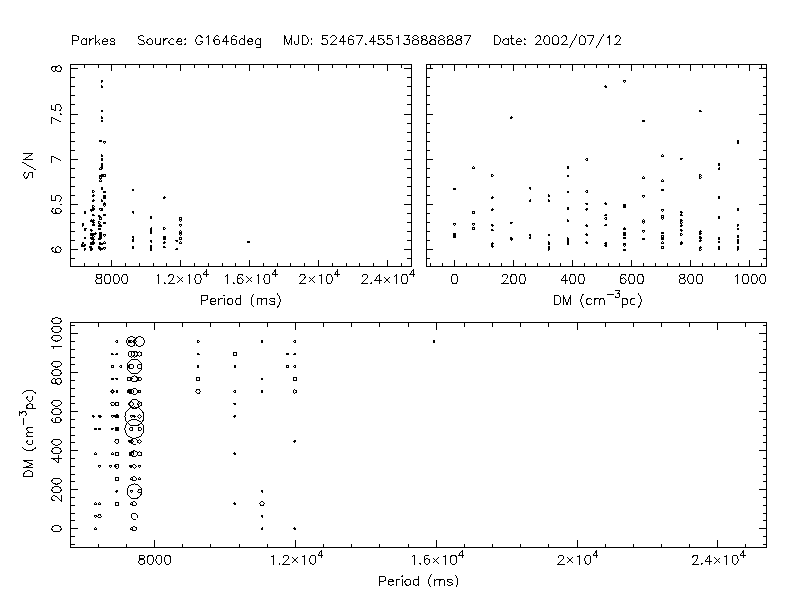 Parkes Source: G1646deg MJD: 52467.455138888887 Date: 2002/07/12
8
7.5
7
6.5
6
S/N
8000 1.2×10⁴ 1.6×10⁴ 2×10⁴ 2.4×10⁴
Period (ms)
0 200 400 600 800 1000
DM (cm⁻³pc)
1000
800
600
400
200
0
DM (cm⁻³pc)
8000 1.2×10⁴ 1.6×10⁴ 2×10⁴ 2.4×10⁴
Period (ms)